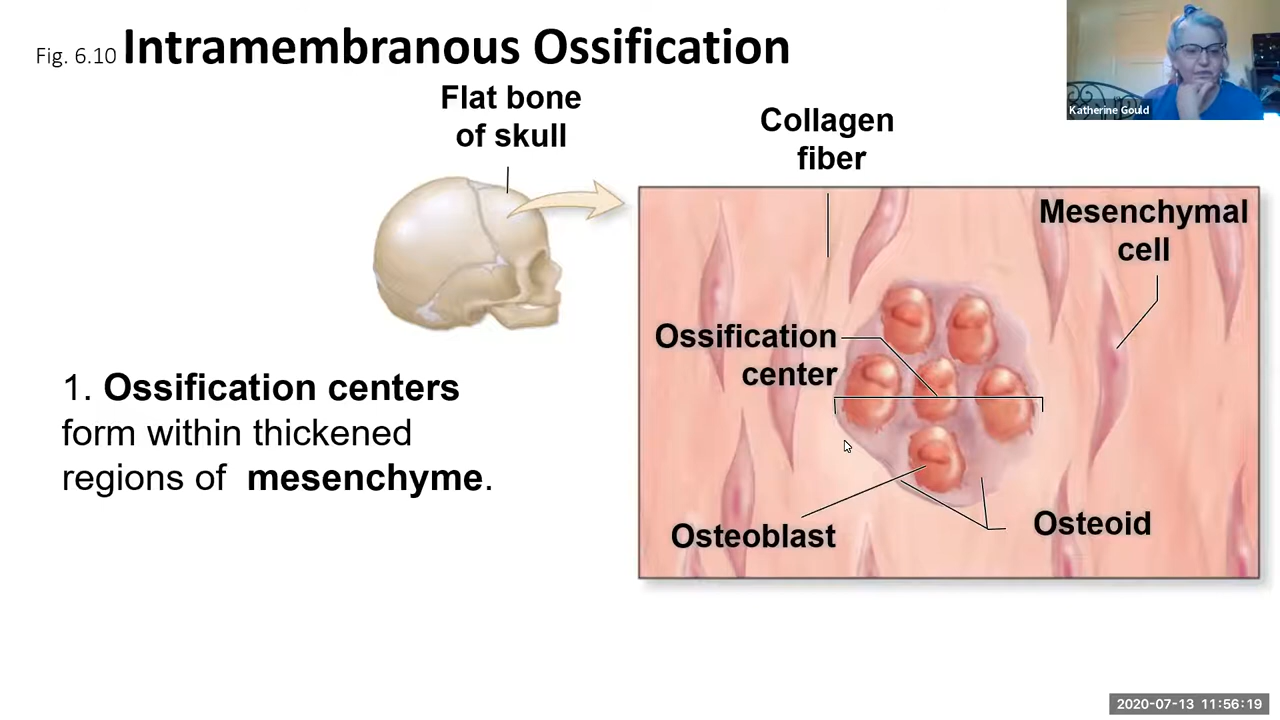 Fig. 6.10 Intramembranous Ossification
Katherine Gould
Flat bone
of skull
Collagen
fiber
Mesenchymal
cell
Ossification
center
Osteoblast
Osteoid
1. Ossification centers
form within thickened
regions of mesenchyme.
2020-07-13 11:56:19